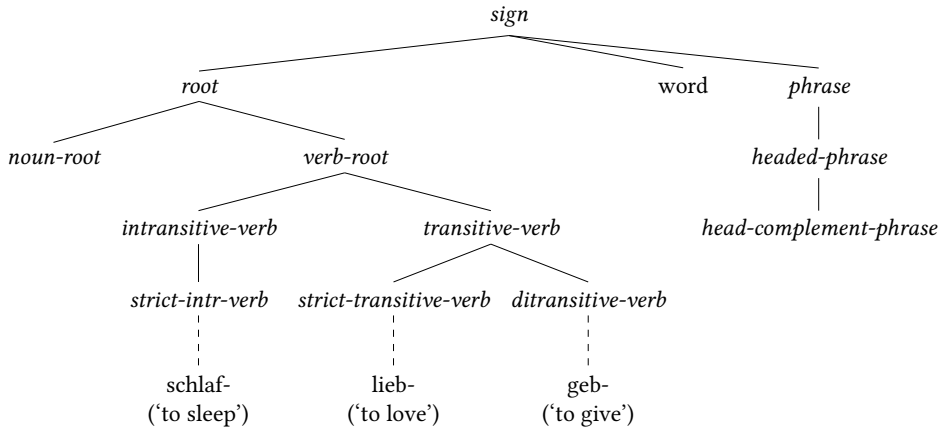 sign
root word phrase
noun-root verb-root headed-phrase
intransitive-verb transitive-verb head-complement-phrase
strict-intr-verb strict-transitive-verb ditransitive-verb
schlaf- lieb- geb-
(‘to sleep’) (‘to love’) (‘to give’)